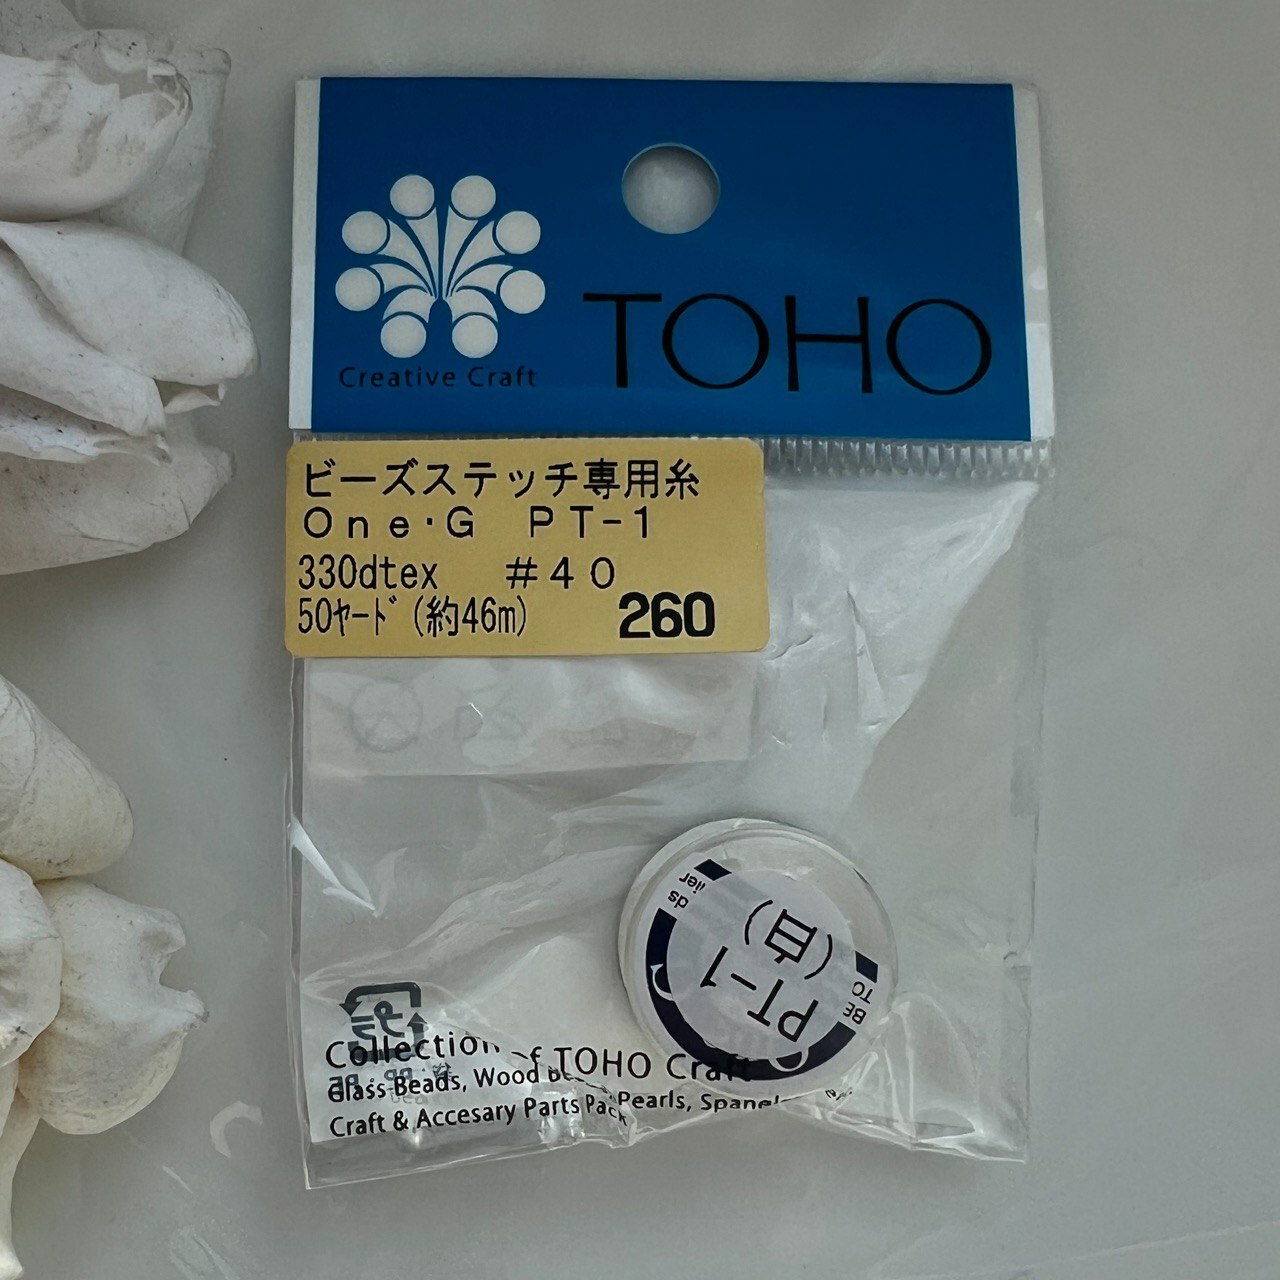 TOHO
Creative Craft
ビーズステッチ専用糸
One・G PT-1
330dtex #40
50ﾔｰﾄﾞ (約46m) 260
PT-1
(白)
Collection of TOHO Craft
Glass Beads, Wood Pearls, Spangle
Craft & Accesary Parts Pack